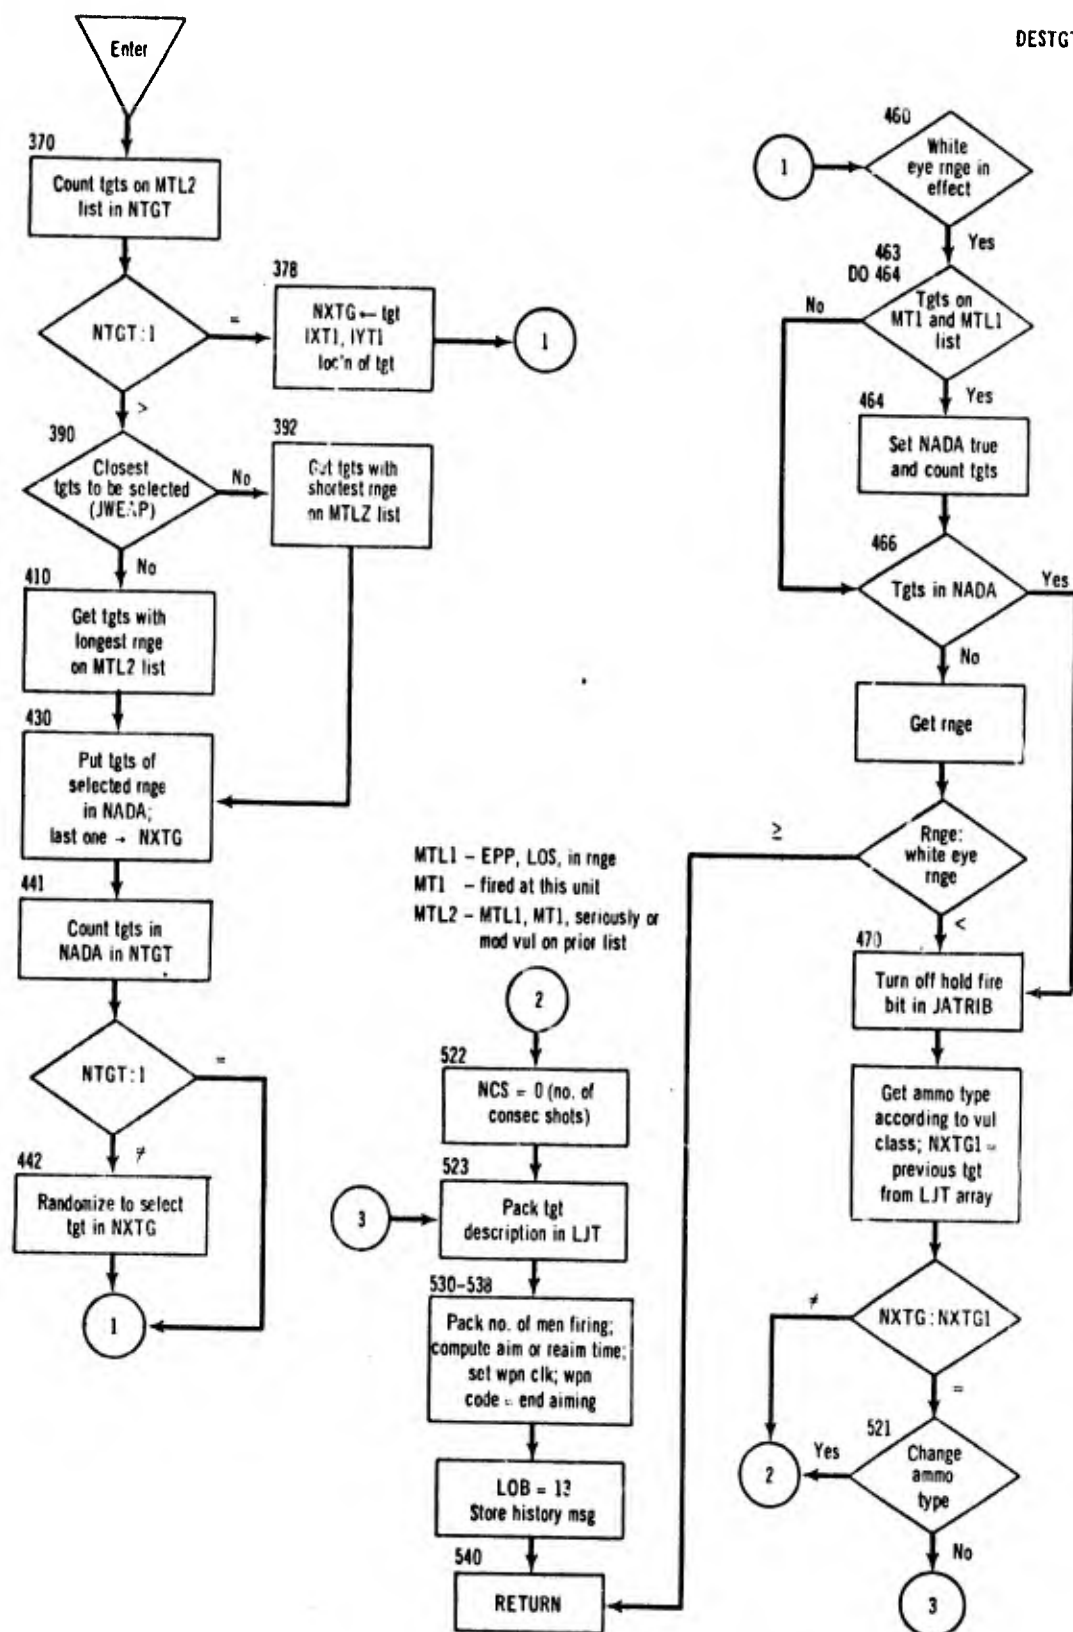 DESTGT
Enter
370
Count tgts on MTL2
list in NTGT
NTGT:1
=
>
378
NXTG ← tgt
IXT1, IYT1
loc'n of tgt
1
390
Closest
tgts to be selected
(JWEAP)
No
No
392
Get tgts with
shortest rnge
on MTLZ list
410
Get tgts with
longest rnge
on MTL2 list
430
Put tgts of
selected rnge
in NADA;
last one → NXTG
441
Count tgts in
NADA in NTGT
NTGT:1
=
≠
442
Randomize to select
tgt in NXTG
1
MTL1 – EPP, LOS, in rnge
MT1 – fired at this unit
MTL2 – MTL1, MT1, seriously or
mod vul on prior list
2
522
NCS = 0 (no. of
consec shots)
523
3
Pack tgt
description in LJT
530-538
Pack no. of men firing;
compute aim or reaim time;
set wpn clk; wpn
code = end aiming
LOB = 13
Store history msg
540
RETURN
460
1
White
eye rnge in
effect
Yes
463
DO 464
No
Tgts on
MT1 and MTL1
list
Yes
464
Set NADA true
and count tgts
466
Tgts in NADA
Yes
No
Get rnge
≥
Rnge:
white eye
rnge
<
470
Turn off hold fire
bit in JATRIB
Get ammo type
according to vul
class; NXTG1 =
previous tgt
from LJT array
≠
NXTG:NXTG1
=
521
2
Yes
Change
ammo
type
No
3